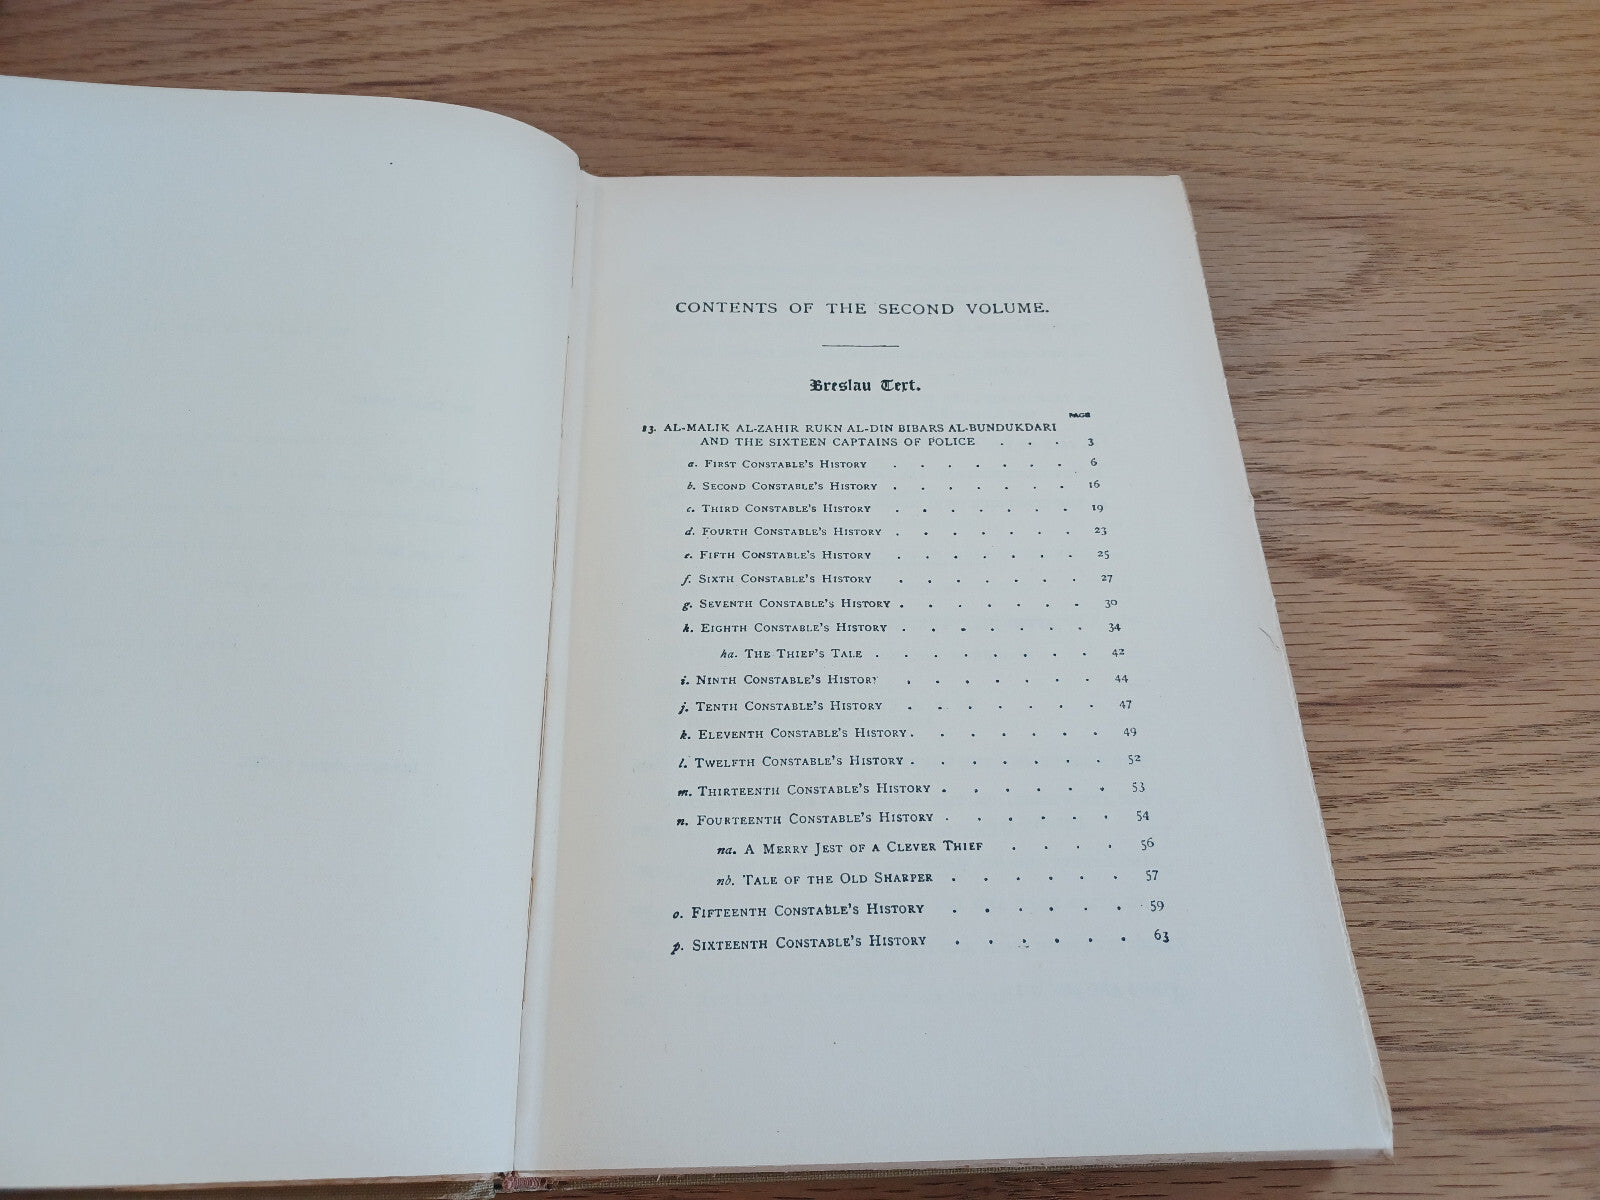 CONTENTS OF THE SECOND VOLUME.
Breslau Text.
PAGE
13. AL-MALIK AL-ZAHIR RUKN AL-DIN BIBARS AL-BUNDUKDARI
AND THE SIXTEEN CAPTAINS OF POLICE . . . 3
a. FIRST CONSTABLE'S HISTORY . . . . . . . 6
b. SECOND CONSTABLE'S HISTORY . . . . . . . 16
c. THIRD CONSTABLE'S HISTORY . . . . . . . 19
d. FOURTH CONSTABLE'S HISTORY . . . . . . . 23
e. FIFTH CONSTABLE'S HISTORY . . . . . . . 25
f. SIXTH CONSTABLE'S HISTORY . . . . . . . 27
g. SEVENTH CONSTABLE'S HISTORY . . . . . . . 30
h. EIGHTH CONSTABLE'S HISTORY . . . . . . . 34
ha. THE THIEF'S TALE . . . . . . . . 42
i. NINTH CONSTABLE'S HISTORY . . . . . . . 44
j. TENTH CONSTABLE'S HISTORY . . . . . . . 47
k. ELEVENTH CONSTABLE'S HISTORY . . . . . . . 49
l. TWELFTH CONSTABLE'S HISTORY . . . . . . . 52
m. THIRTEENTH CONSTABLE'S HISTORY . . . . . . 53
n. FOURTEENTH CONSTABLE'S HISTORY . . . . . . 54
na. A MERRY JEST OF A CLEVER THIEF . . . . 56
nb. TALE OF THE OLD SHARPER . . . . . . 57
o. FIFTEENTH CONSTABLE'S HISTORY . . . . . . 59
p. SIXTEENTH CONSTABLE'S HISTORY . . . . . . 63